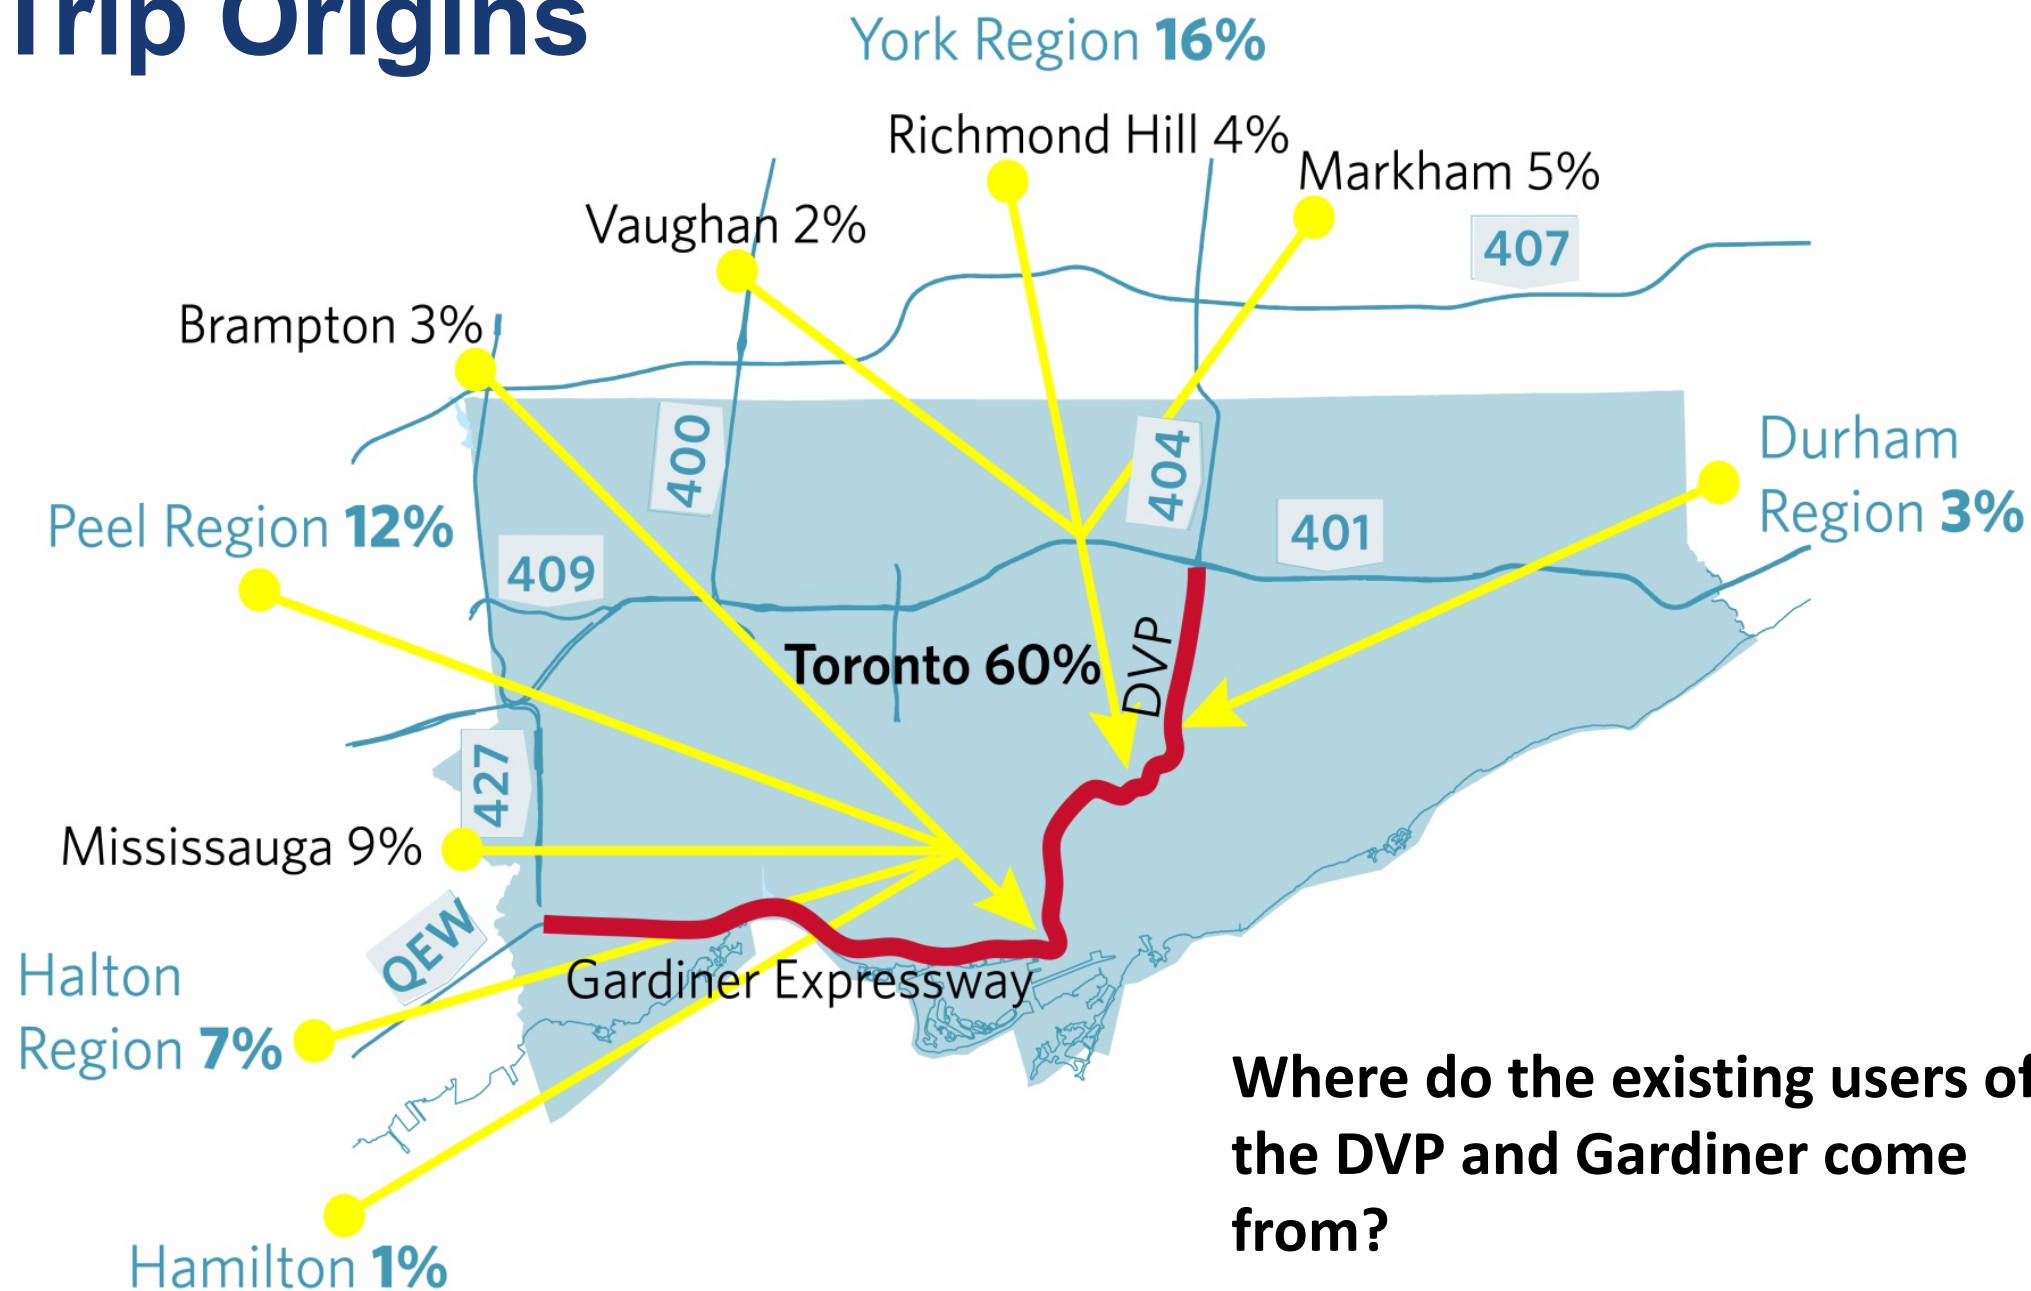 Trip Origins
York Region 16%
Richmond Hill 4%
Markham 5%
Vaughan 2%
407
Brampton 3%
400
404
Durham
Region 3%
Peel Region 12%
401
409
Toronto 60%
DVP
427
Mississauga 9%
QEW
Halton
Region 7%
Gardiner Expressway
Where do the existing users of
the DVP and Gardiner come
from?
Hamilton 1%